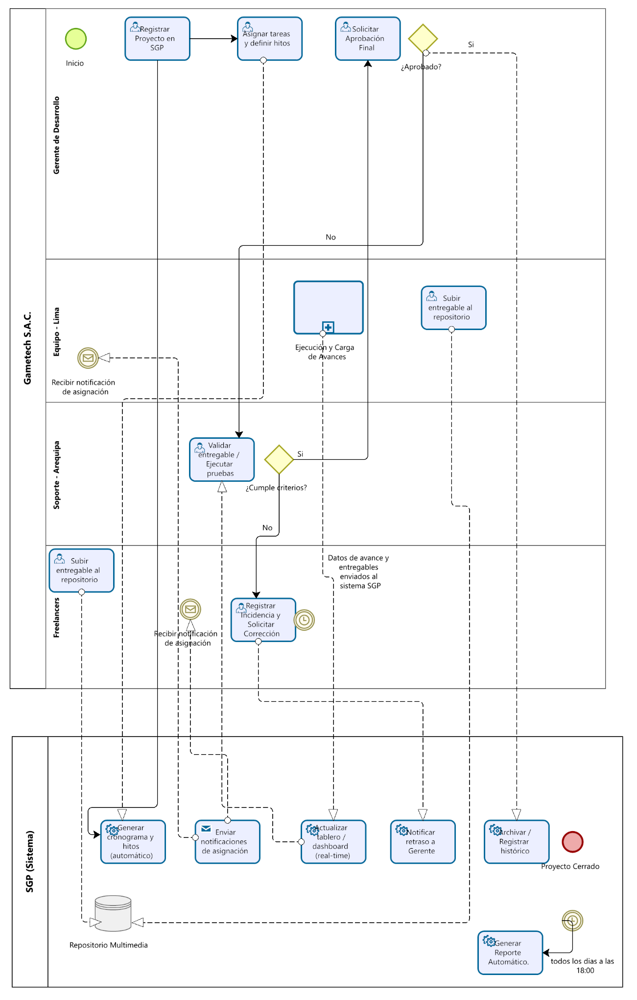 Gametech S.A.C.
Gerente de Desarrollo
Inicio
Registrar
Proyecto en
SGP
Asignar tareas
y definir hitos
Solicitar
Aprobación
Final
¿Aprobado?
Si
No
Equipo - Lima
Recibir notificación
de asignación
Ejecución y Carga
de Avances
Subir
entregable al
repositorio
Soporte - Arequipa
Validar
entregable /
Ejecutar
pruebas
¿Cumple criterios?
Si
No
Freelancers
Subir
entregable al
repositorio
Recibir notificación
de asignación
Registrar
Incidencia y
Solicitar
Corrección
Datos de avance y
entregables
enviados al
sistema SGP
SGP (Sistema)
Generar
cronograma y
hitos
(automático)
Enviar
notificaciones
de asignación
Actualizar
tablero /
dashboard
(real-time)
Notificar
retraso a
Gerente
Archivar /
Registrar
histórico
Proyecto Cerrado
Repositorio Multimedia
Generar
Reporte
Automático.
todos los dias a las
18:00